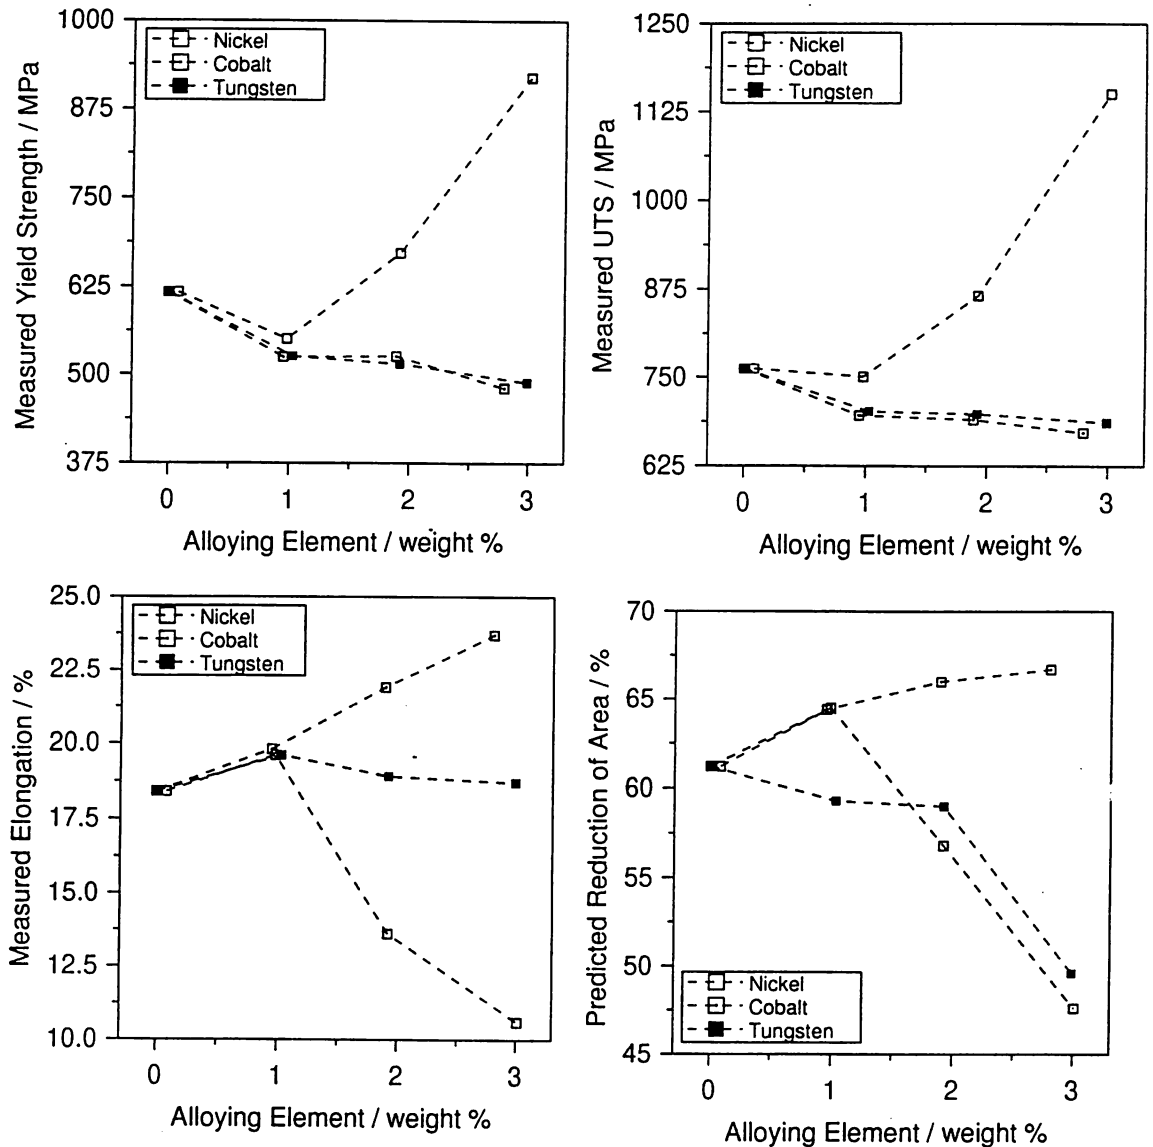 Measured Yield Strength / MPa
1000
875
750
625
500
375
Nickel
Cobalt
Tungsten
0 1 2 3
Alloying Element / weight %
Measured UTS / MPa
1250
1125
1000
875
750
625
Nickel
Cobalt
Tungsten
0 1 2 3
Alloying Element / weight %
Measured Elongation / %
25.0
22.5
20.0
17.5
15.0
12.5
10.0
Nickel
Cobalt
Tungsten
0 1 2 3
Alloying Element / weight %
Predicted Reduction of Area / %
70
65
60
55
50
45
Nickel
Cobalt
Tungsten
0 1 2 3
Alloying Element / weight %